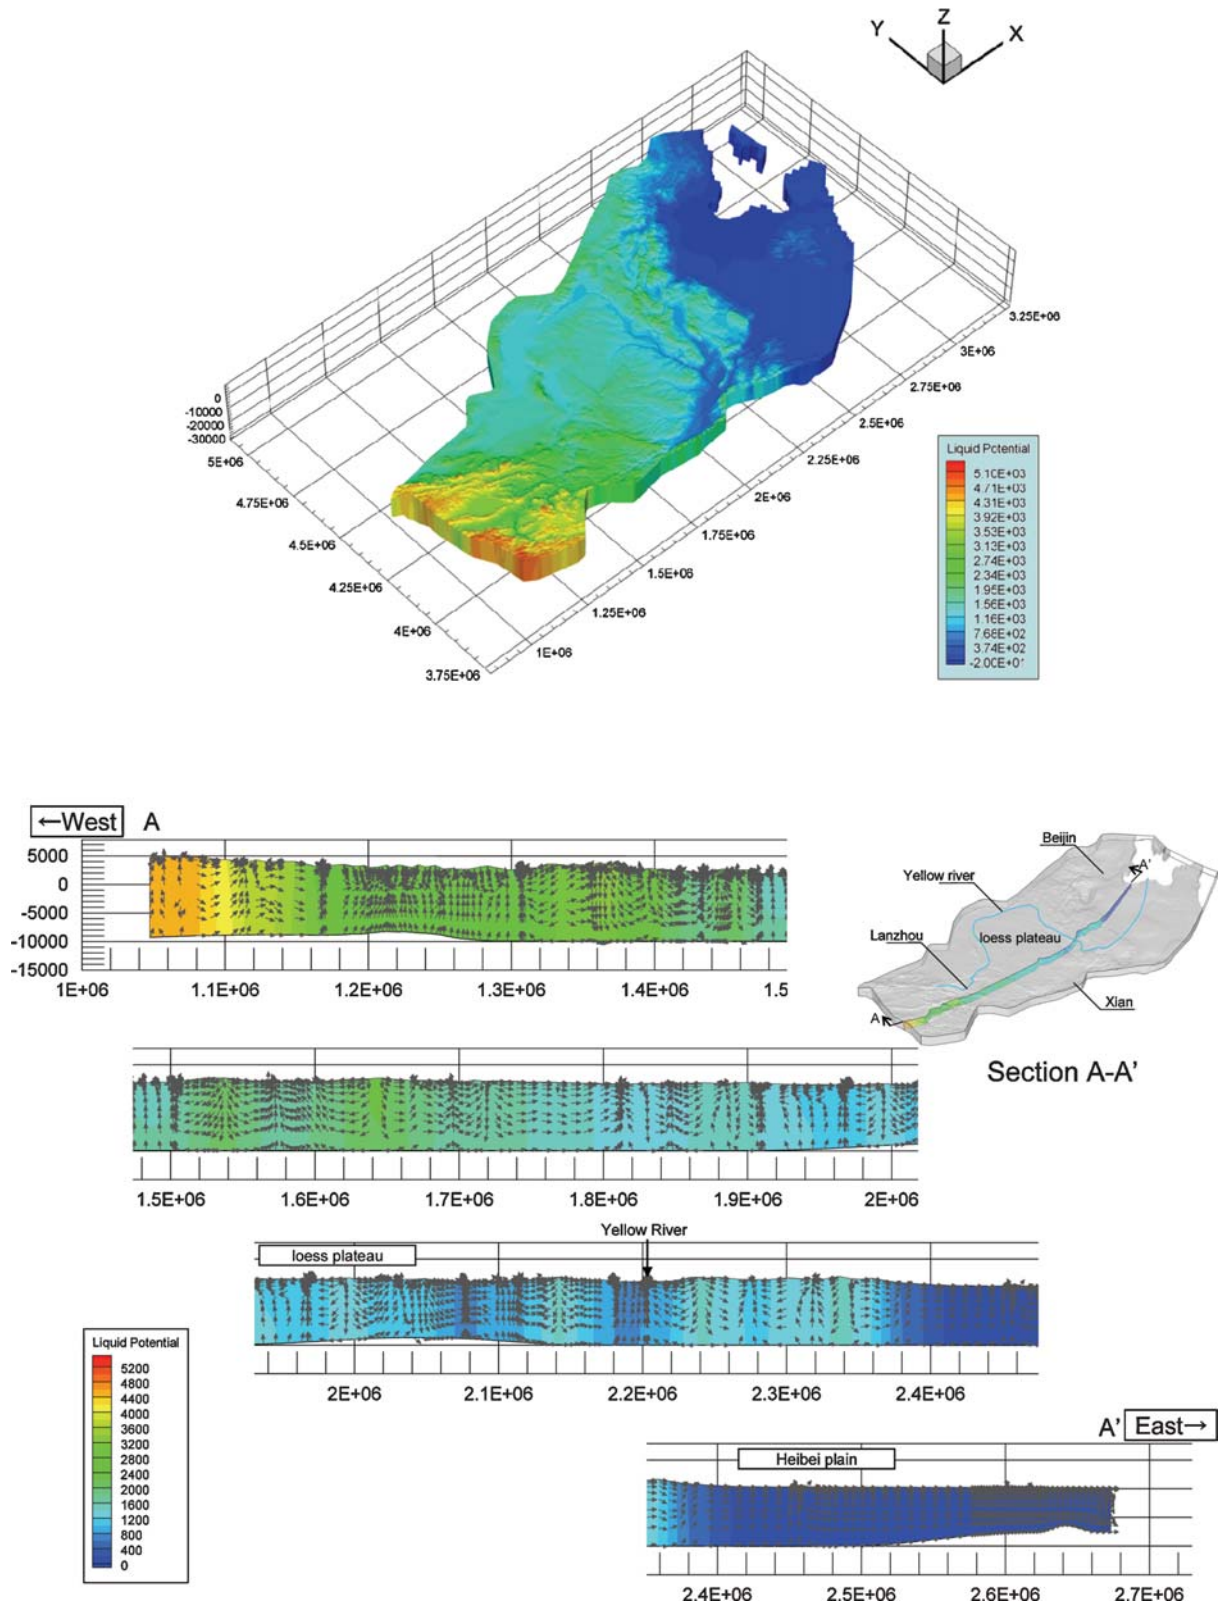 Z
Y
X
0
-10000
-20000
-30000
5E+06
4.75E+06
4.5E+06
4.25E+06
4E+06
3.75E+06
3.25E+06
3E+06
2.75E+06
2.5E+06
2.25E+06
2E+06
1.75E+06
1.5E+06
1.25E+06
1E+06
Liquid Potential
5.10E+03
4.71E+03
4.31E+03
3.92E+03
3.53E+03
3.13E+03
2.74E+03
2.34E+03
1.95E+03
1.56E+03
1.16E+03
7.68E+02
3.74E+02
-2.00E+01
←West A
5000
0
-5000
-10000
-15000
1E+06 1.1E+06 1.2E+06 1.3E+06 1.4E+06 1.5
Beijin
A'
Yellow river
Lanzhou
loess plateau
A
Xian
Section A-A'
1.5E+06 1.6E+06 1.7E+06 1.8E+06 1.9E+06 2E+06
Yellow River
loess plateau
2E+06 2.1E+06 2.2E+06 2.3E+06 2.4E+06
Liquid Potential
5200
4800
4400
4000
3600
3200
2800
2400
2000
1600
1200
800
400
0
A' East→
Heibei plain
2.4E+06 2.5E+06 2.6E+06 2.7E+06